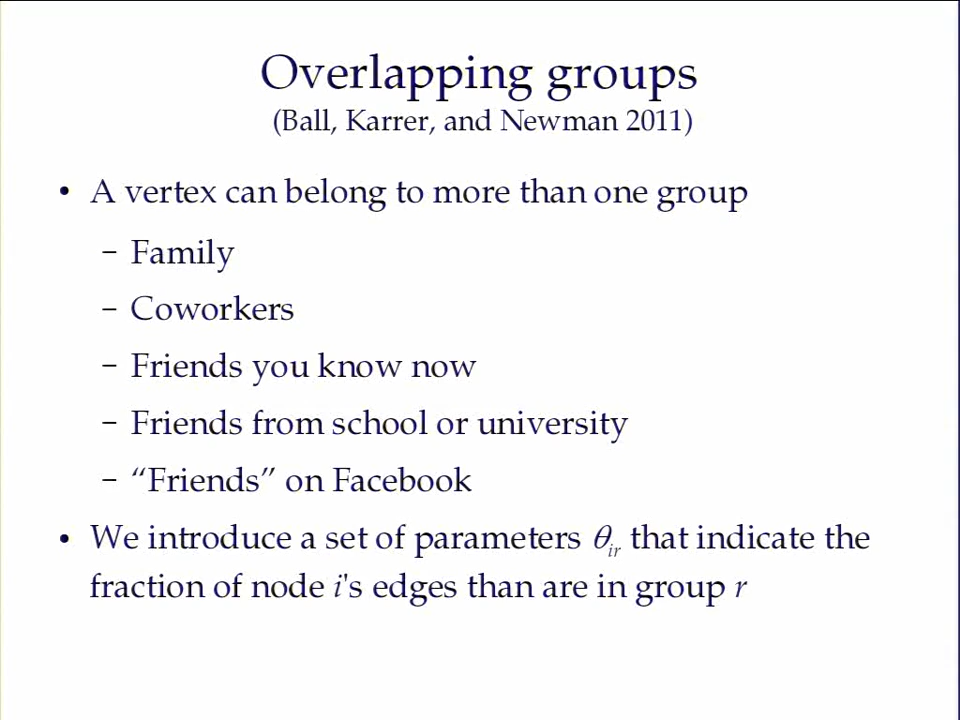 Overlapping groups
(Ball, Karrer, and Newman 2011)
• A vertex can belong to more than one group
– Family
– Coworkers
– Friends you know now
– Friends from school or university
– “Friends” on Facebook
• We introduce a set of parameters θir that indicate the
fraction of node i's edges than are in group r